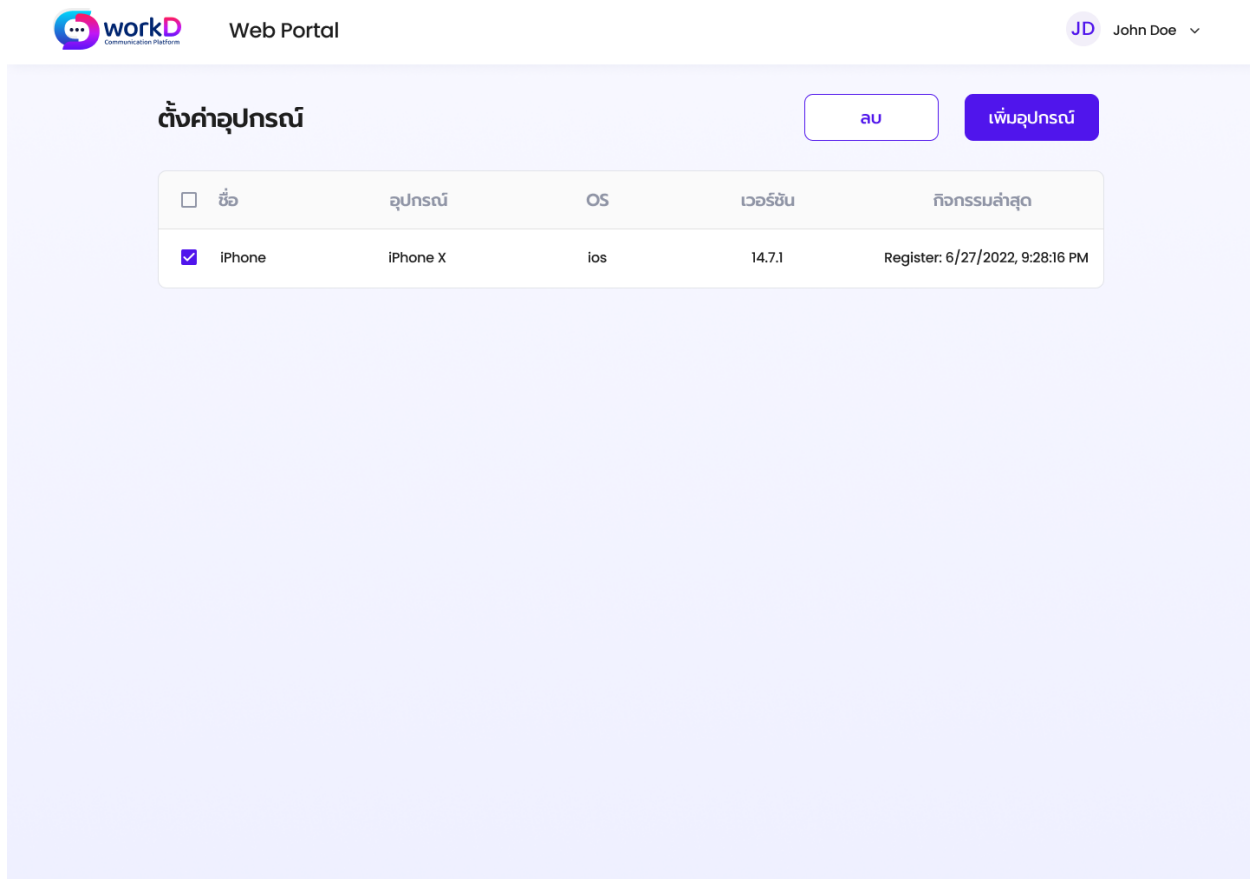 workD
Communication Platform
Web Portal
JD
John Doe
ตั้งค่าอุปกรณ์
ลบ
เพิ่มอุปกรณ์
ชื่อ อุปกรณ์ OS เวอร์ชัน กิจกรรมล่าสุด
iPhone iPhone X ios 14.7.1 Register: 6/27/2022, 9:28:16 PM